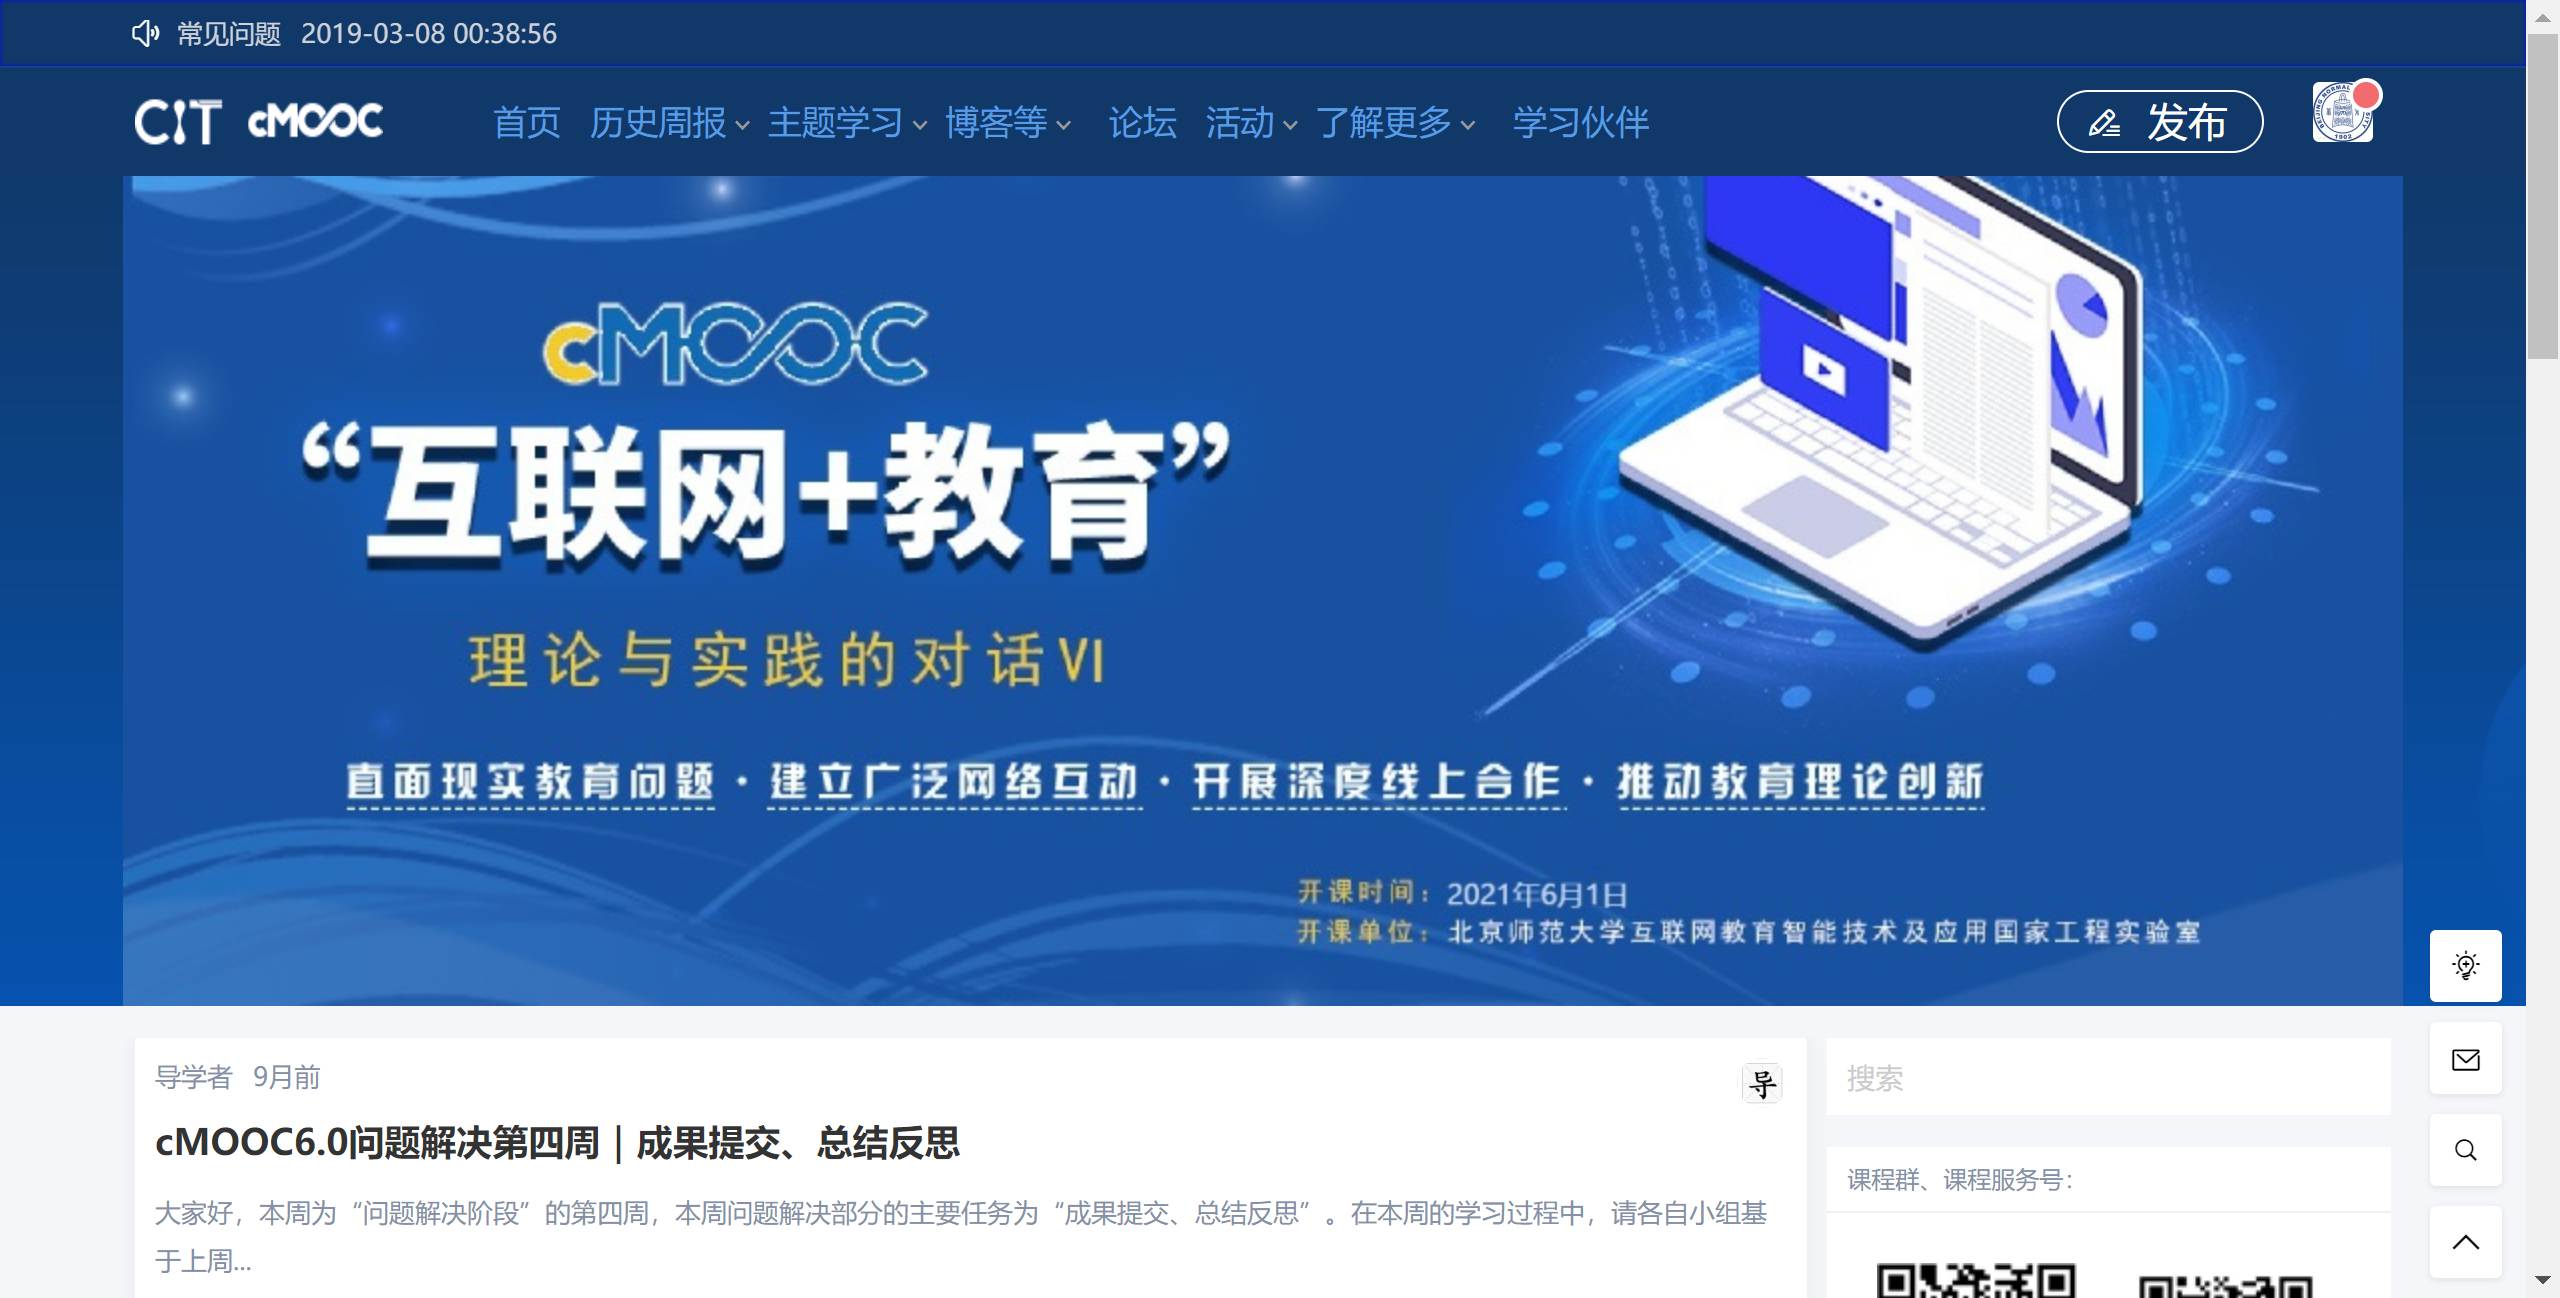 常见问题 2019-03-08 00:38:56
CIT cMOOC 首页 历史周报 主题学习 博客等 论坛 活动 了解更多 学习伙伴 发布
cMOOC
“互联网+教育”
理论与实践的对话VI
直面现实教育问题·建立广泛网络互动·开展深度线上合作·推动教育理论创新
开课时间：2021年6月1日
开课单位：北京师范大学互联网教育智能技术及应用国家工程实验室
导学者 9月前
导
cMOOC6.0问题解决第四周 | 成果提交、总结反思
大家好，本周为“问题解决阶段”的第四周，本周问题解决部分的主要任务为“成果提交、总结反思”。在本周的学习过程中，请各自小组基
于上周...
搜索
课程群、课程服务号：